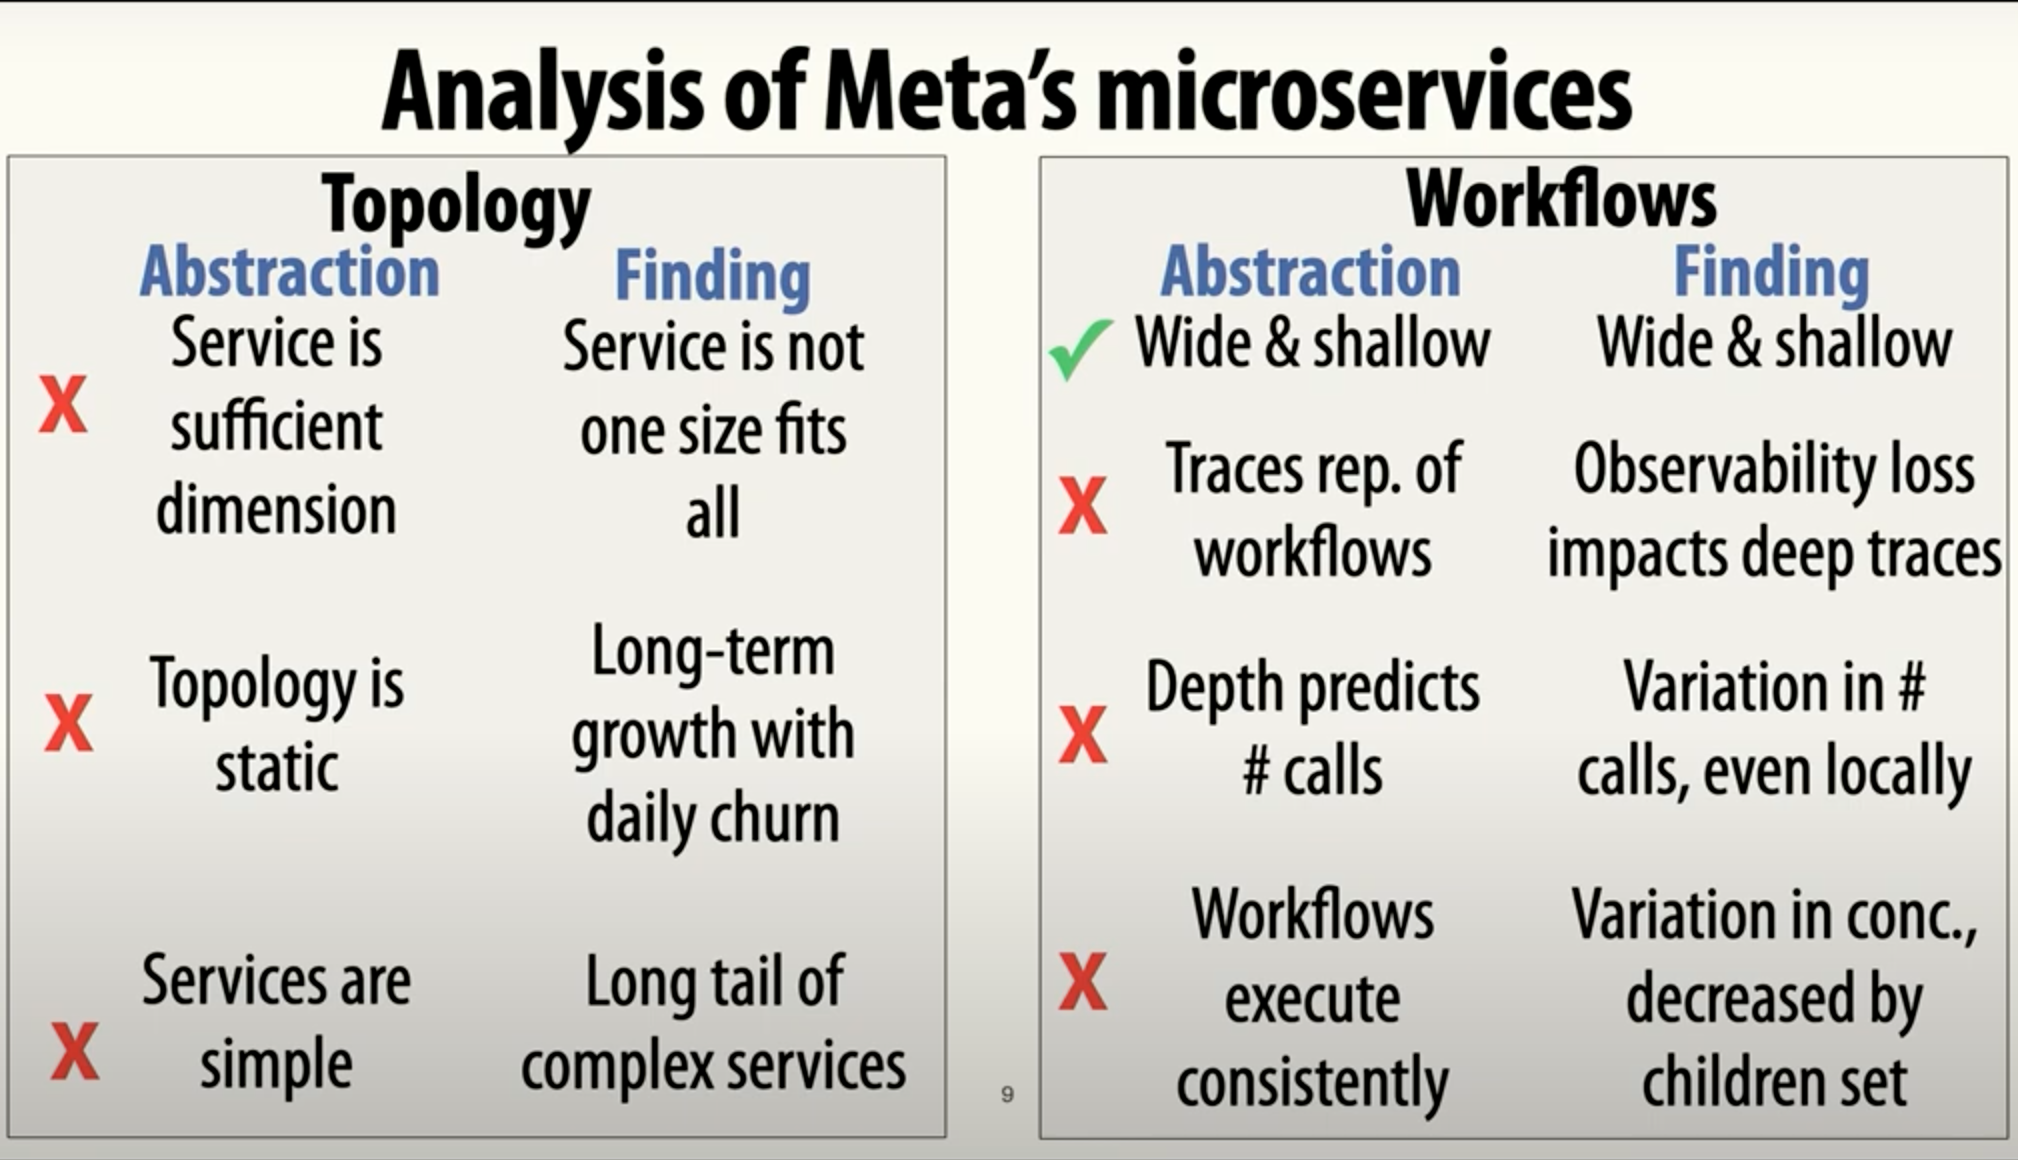 Analysis of Meta's microservices
Topology
Abstraction
Finding
X
Service is
sufficient
dimension
Service is not
one size fits
all
X
Topology is
static
Long-term
growth with
daily churn
X
Services are
simple
Long tail of
complex services
Workflows
Abstraction
Finding
✓ Wide & shallow
Wide & shallow
X
Traces rep. of
workflows
Observability loss
impacts deep traces
X
Depth predicts
# calls
Variation in #
calls, even locally
X
Workflows
execute
consistently
Variation in conc.,
decreased by
children set
9